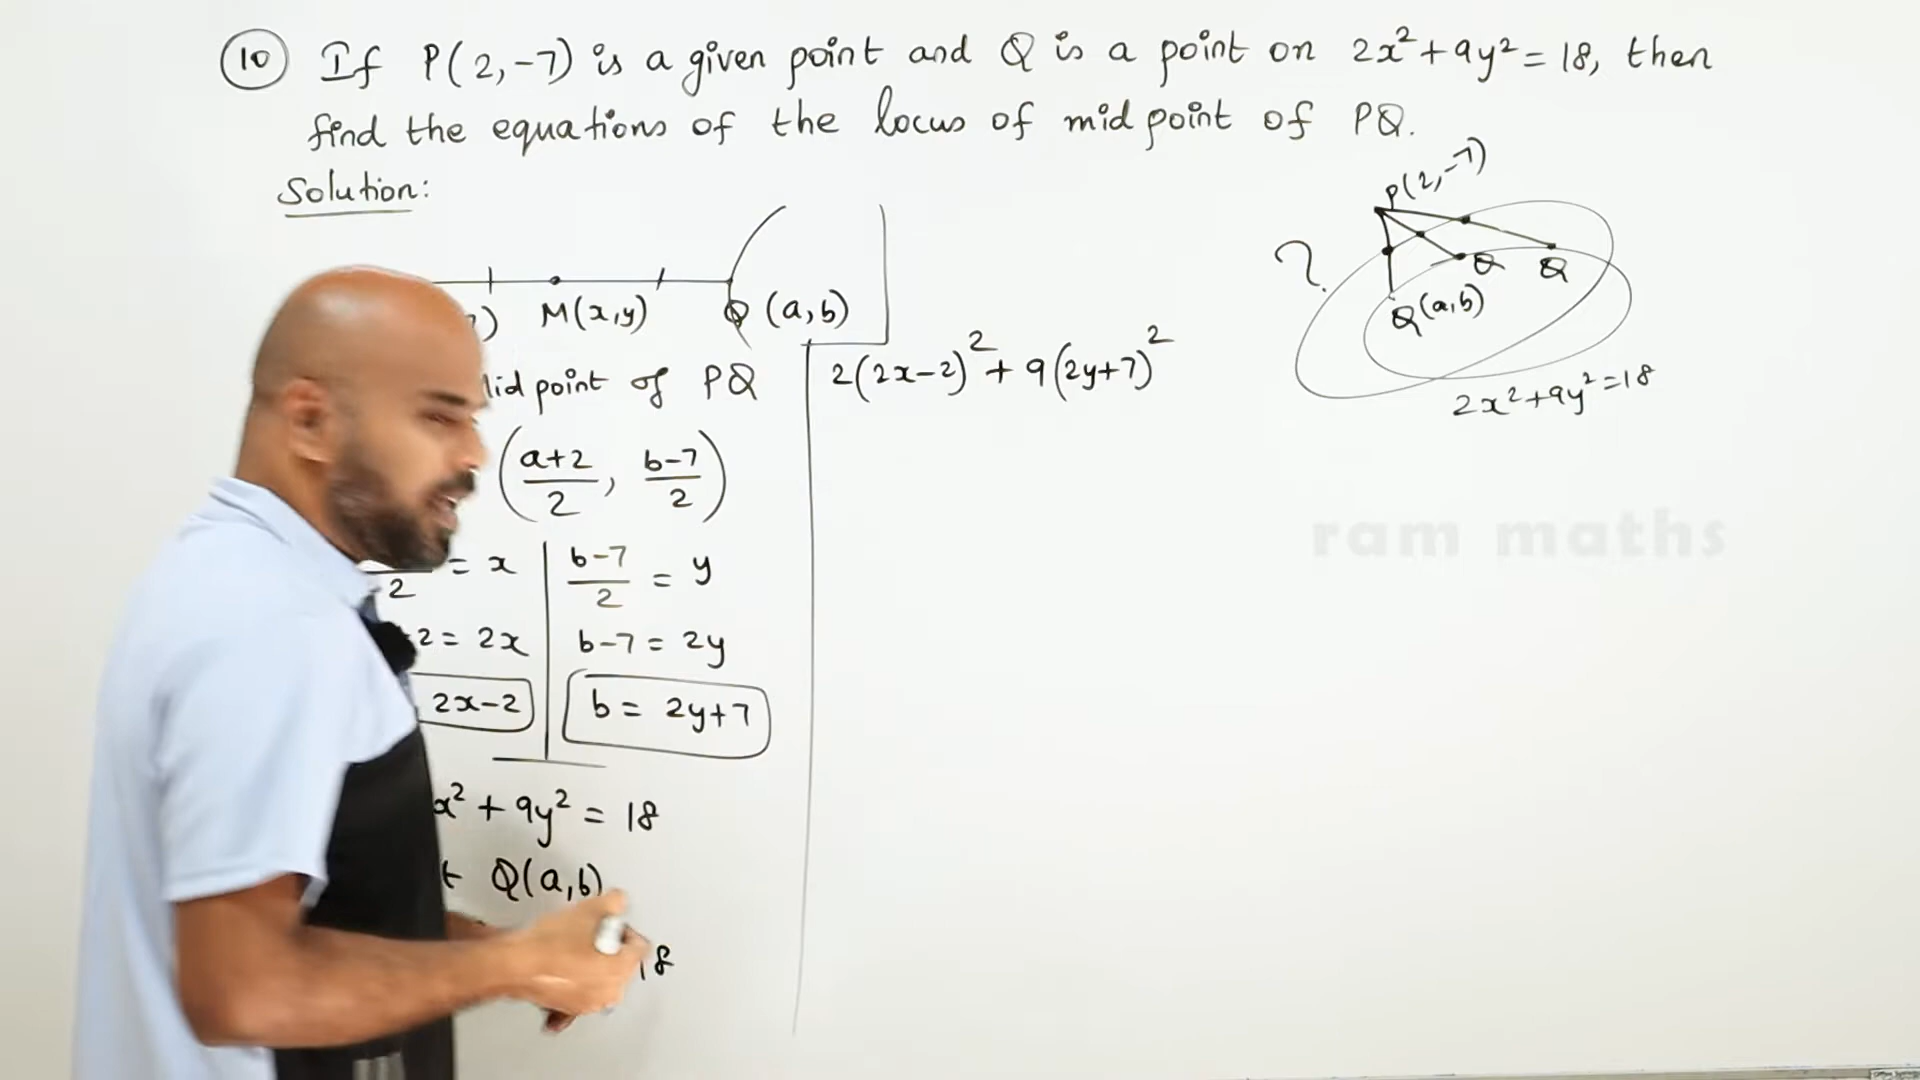 10 If P(2,-7) is a given point and Q is a point on 2x²+9y²=18, then
find the equations of the locus of mid point of PQ.
Solution:
P(2,-7)
) M(x,y) Q (a,b)
Q(a,b) Q Q
?
2x²+9y²=18
mid point of PQ
(a+2/2, b-7/2)
2 = x
b-7/2 = y
2 = 2x
b-7 = 2y
2x-2
b = 2y+7
x² + 9y² = 18
t Q(a,b)
18
2(2x-2)² + 9(2y+7)²
ram maths